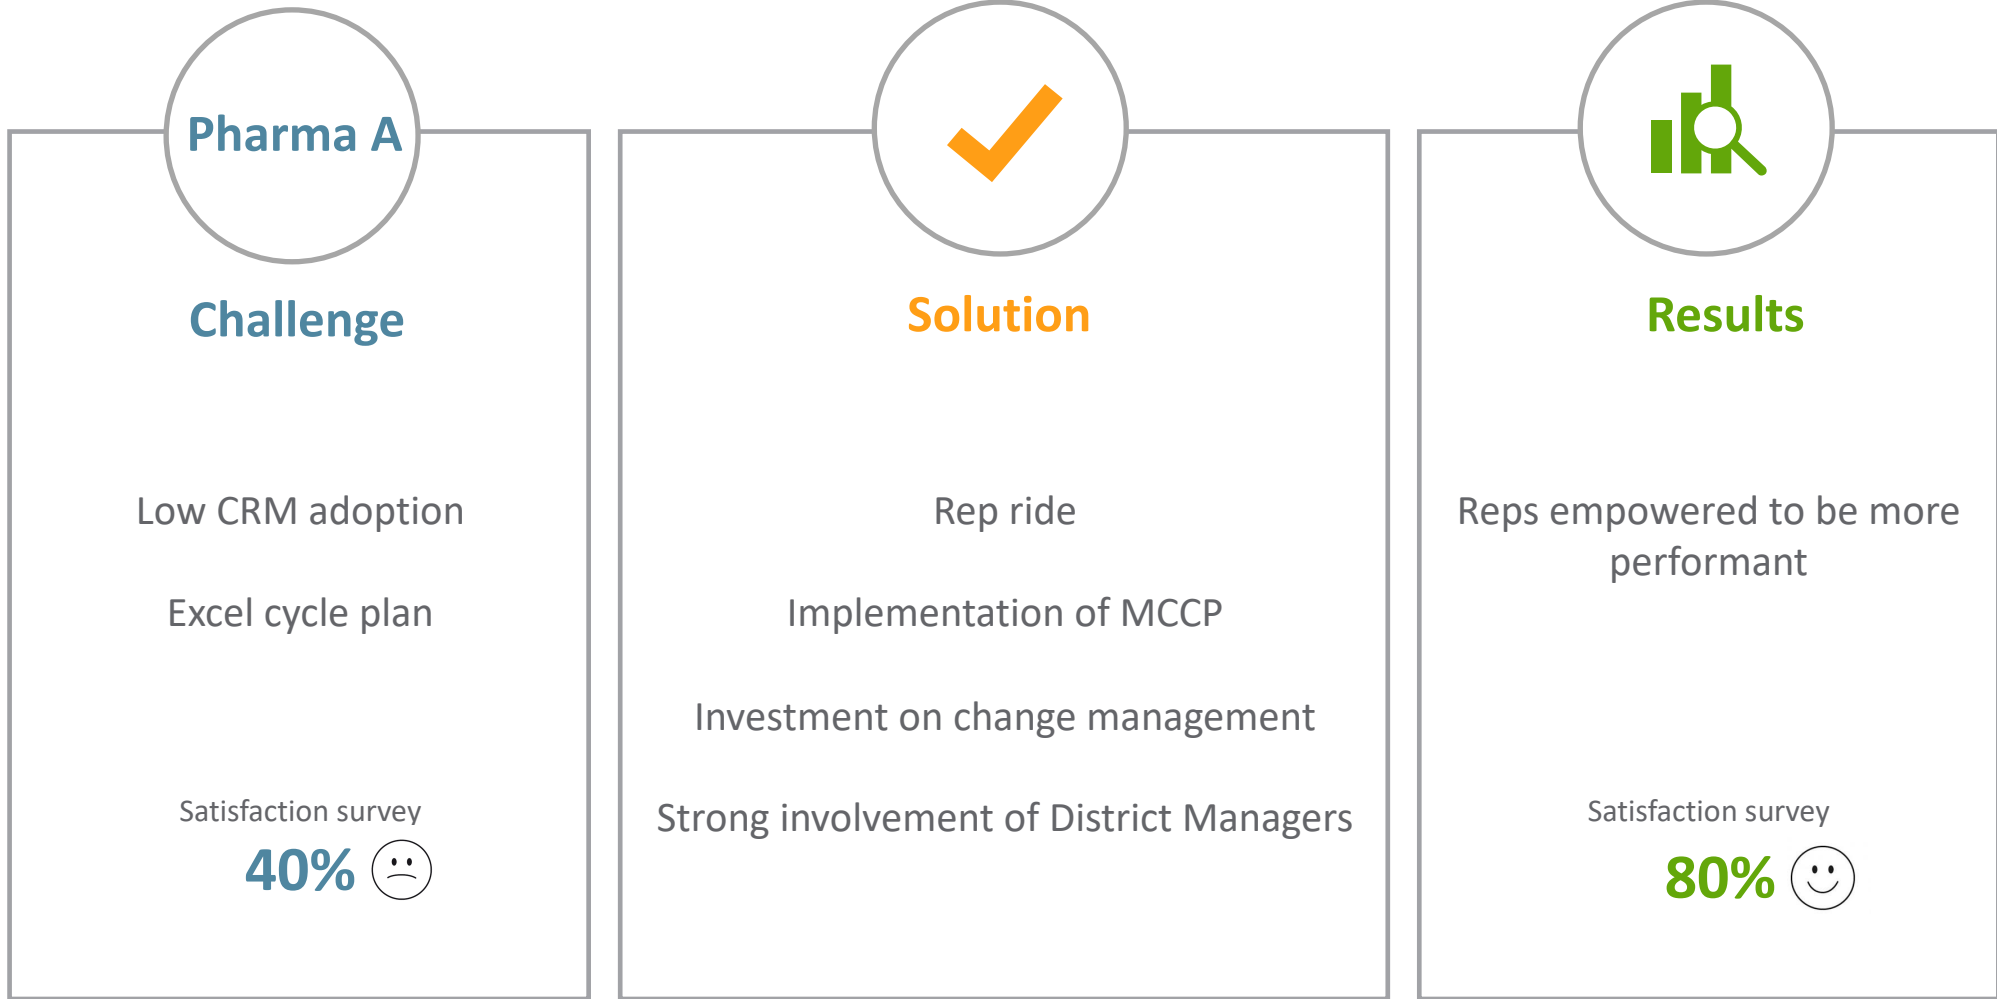 Pharma A
Challenge
Low CRM adoption
Excel cycle plan
Satisfaction survey
40%
Solution
Rep ride
Implementation of MCCP
Investment on change management
Strong involvement of District Managers
Results
Reps empowered to be more
performant
Satisfaction survey
80%